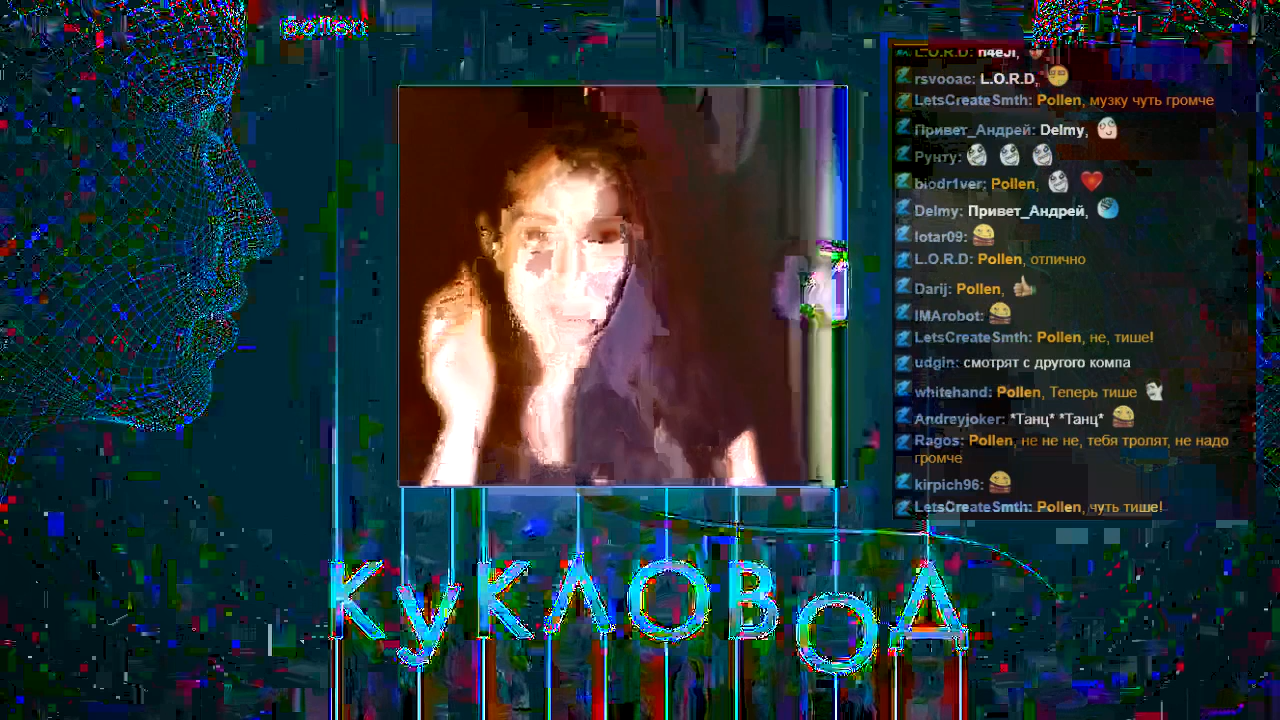 pollen
L.O.R.D: n4eJI,
rsvooac: L.O.R.D,
LetsCreateSmth: Pollen, музку чуть громче
Привет_Андрей: Delmy,
Рунту:
biodr1ver: Pollen,
Delmy: Привет_Андрей,
lotar09:
L.O.R.D: Pollen, отлично
Darij: Pollen,
IMArobot:
LetsCreateSmth: Pollen, не, тише!
udgin: смотрят с другого компа
whitehand: Pollen, Теперь тише
Andreyjoker: *Танц* *Танц*
Ragos: Pollen, не не не, тебя тролят, не надо
громче
kirpich96:
LetsCreateSmth: Pollen, чуть тише!
КУКЛОВОД